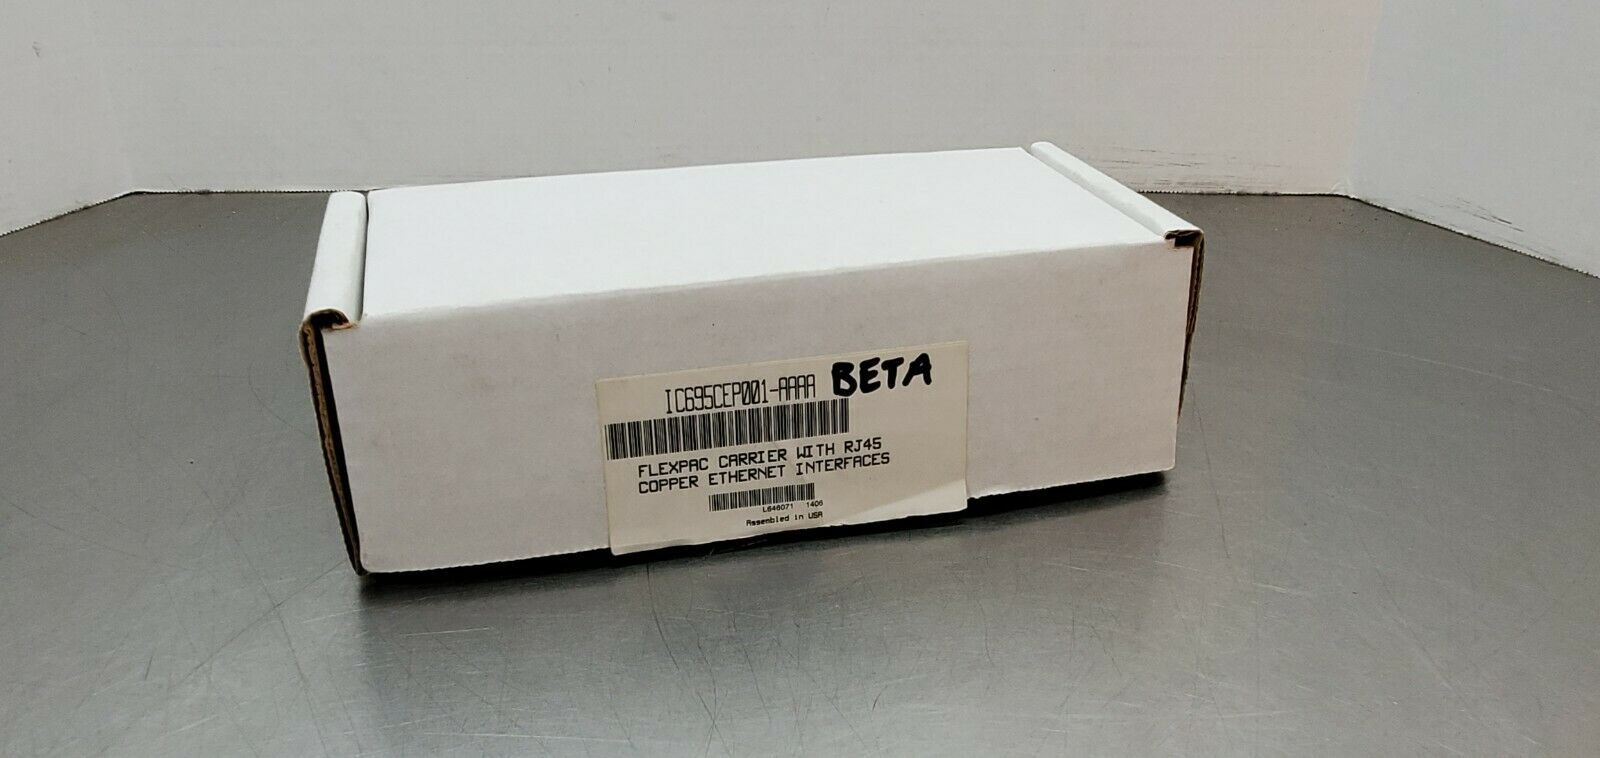 IC695CEP001-AAAA BETA
FLEXPAC CARRIER WITH RJ45
COPPER ETHERNET INTERFACES
L646071 1406
Assembled in USA